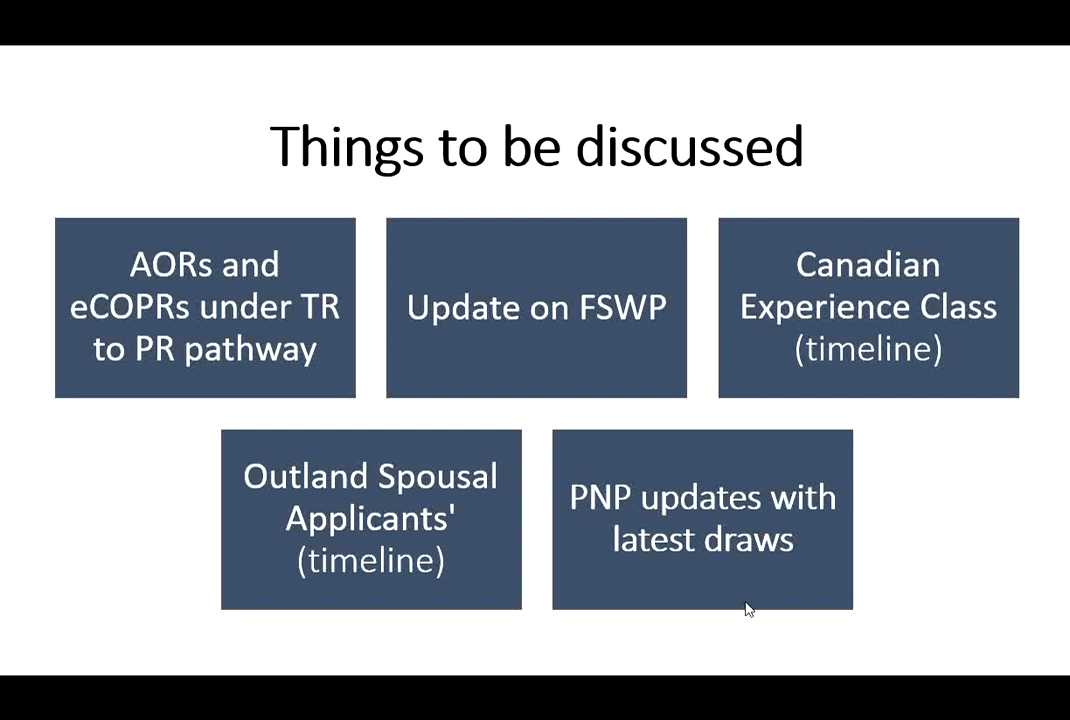 Things to be discussed
AORs and
eCOPRs under TR
to PR pathway
Update on FSWP
Canadian
Experience Class
(timeline)
Outland Spousal
Applicants'
(timeline)
PNP updates with
latest draws